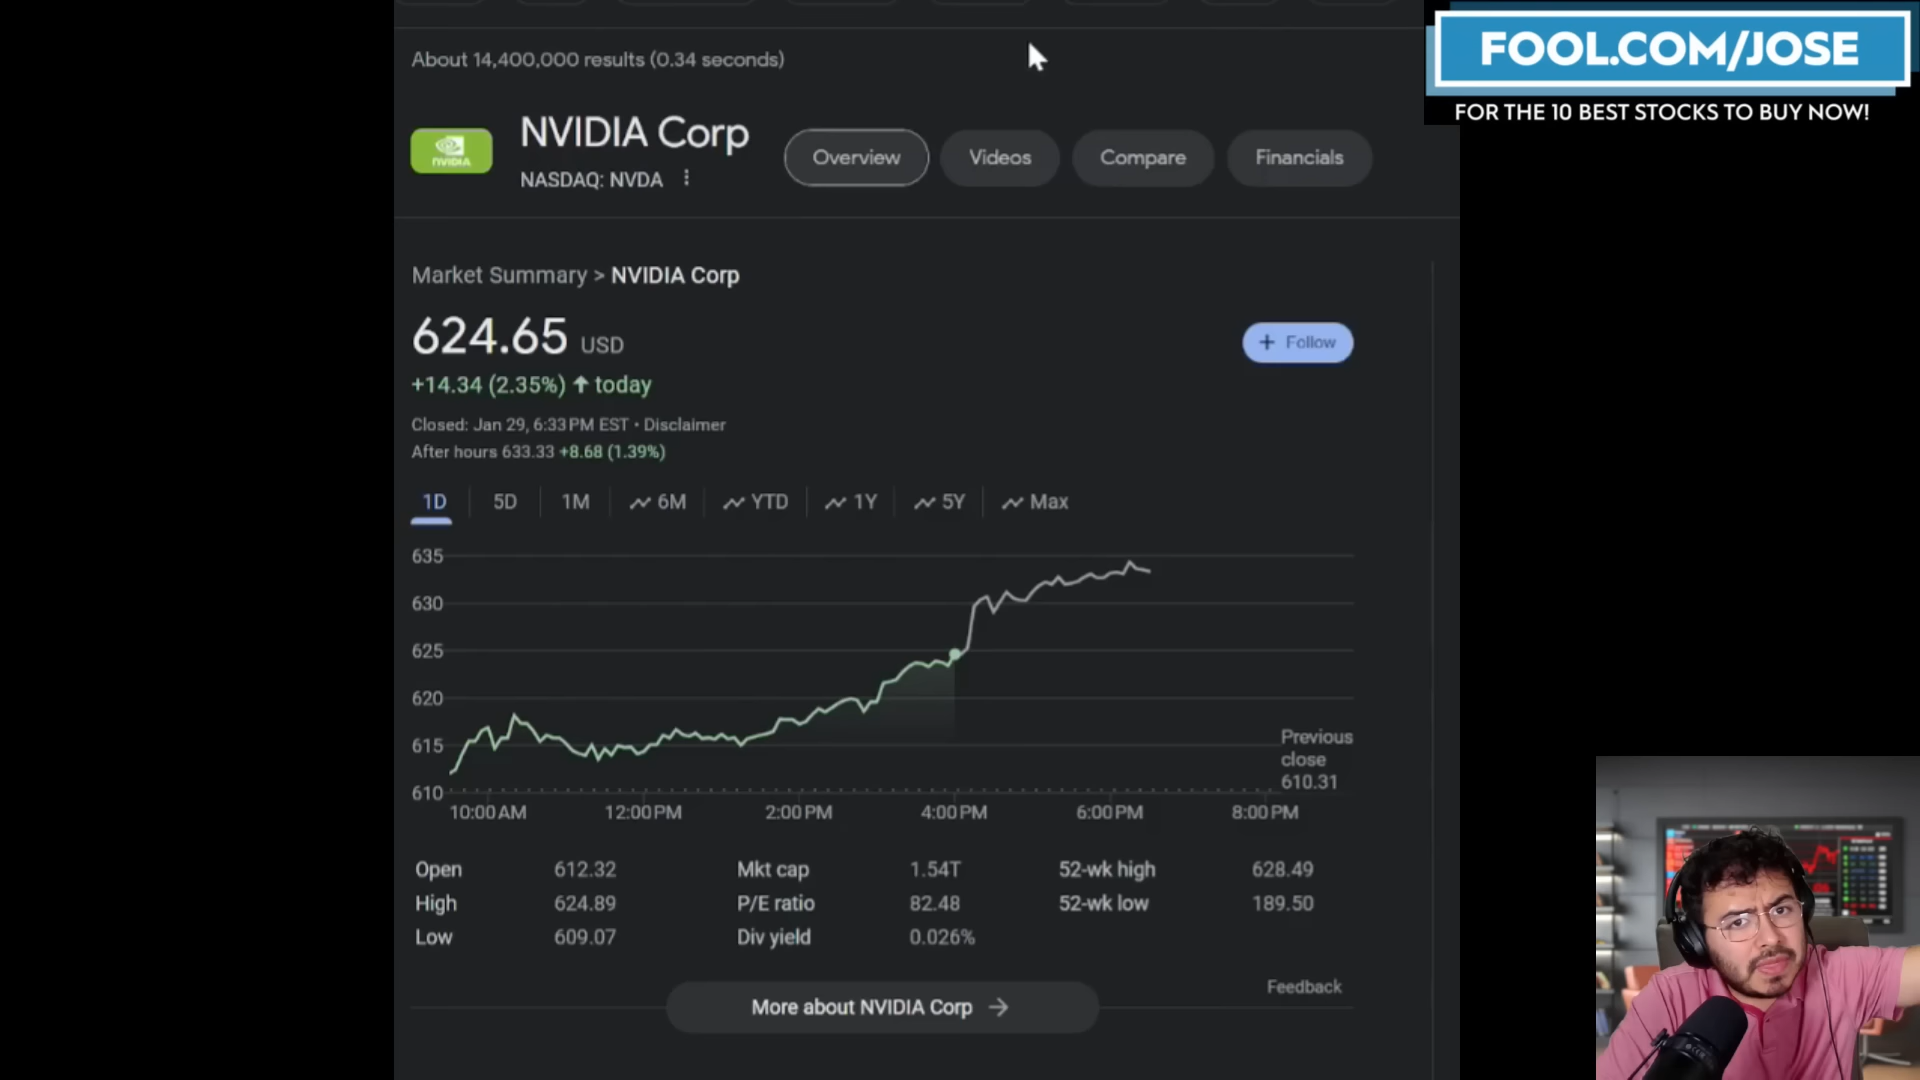 FOOL.COM/JOSE
FOR THE 10 BEST STOCKS TO BUY NOW!
About 14,400,000 results (0.34 seconds)
NVIDIA
NVIDIA Corp
NASDAQ: NVDA
Overview
Videos
Compare
Financials
Market Summary > NVIDIA Corp
624.65 USD
+ Follow
+14.34 (2.35%) ↑ today
Closed: Jan 29, 6:33 PM EST • Disclaimer
After hours 633.33 +8.68 (1.39%)
1D 5D 1M 6M YTD 1Y 5Y Max
635
630
625
620
615
610
Previous
close
610.31
10:00 AM 12:00 PM 2:00 PM 4:00 PM 6:00 PM 8:00 PM
Open 612.32 Mkt cap 1.54T 52-wk high 628.49
High 624.89 P/E ratio 82.48 52-wk low 189.50
Low 609.07 Div yield 0.026%
Feedback
More about NVIDIA Corp →